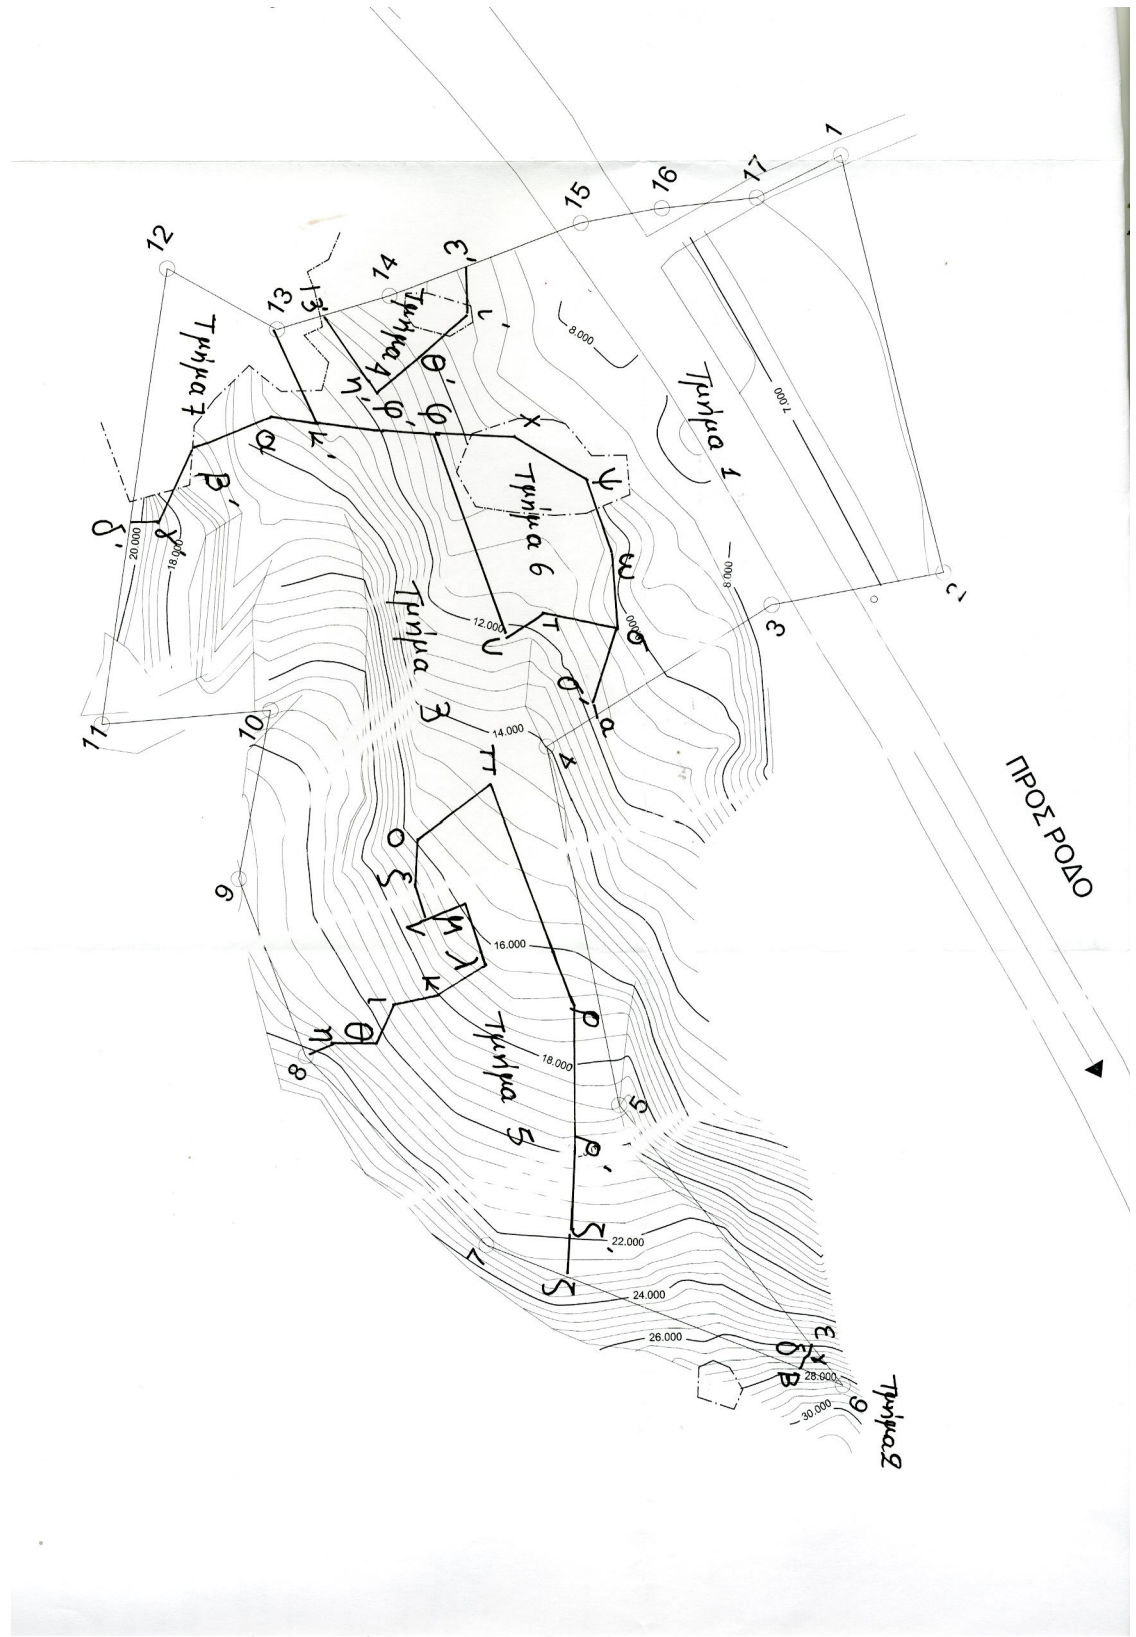 1
17
16
15
2
3
14
ε'
ι'
12
13
13'
Τμήμα 4
η'
θ'
φ'
φ
χ
ψ
ω
8.000
7.000
Τμήμα 1
8.000
Τμήμα 7
α
κ'
β'
γ'
δ'
20.000
18.000
Τμήμα 6
12.000
υ
τ
σ
σ'
α
Τμήμα 3
14.000
4
π
11
10
ο
ξ
ν
μ
λ
κ
ι
θ
η
9
8
16.000
18.000
Τμήμα 5
ρ
5
ρ'
ζ'
ζ
7
22.000
24.000
26.000
28.000
30.000
ε
δ
γ
β
6
Τμήμα 2
ΠΡΟΣ ΡΟΔΟ